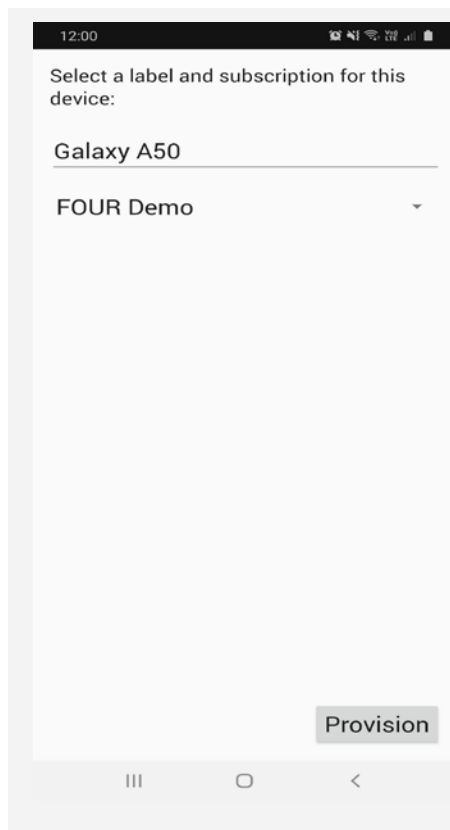 12:00
Select a label and subscription for this
device:
Galaxy A50
FOUR Demo
Provision